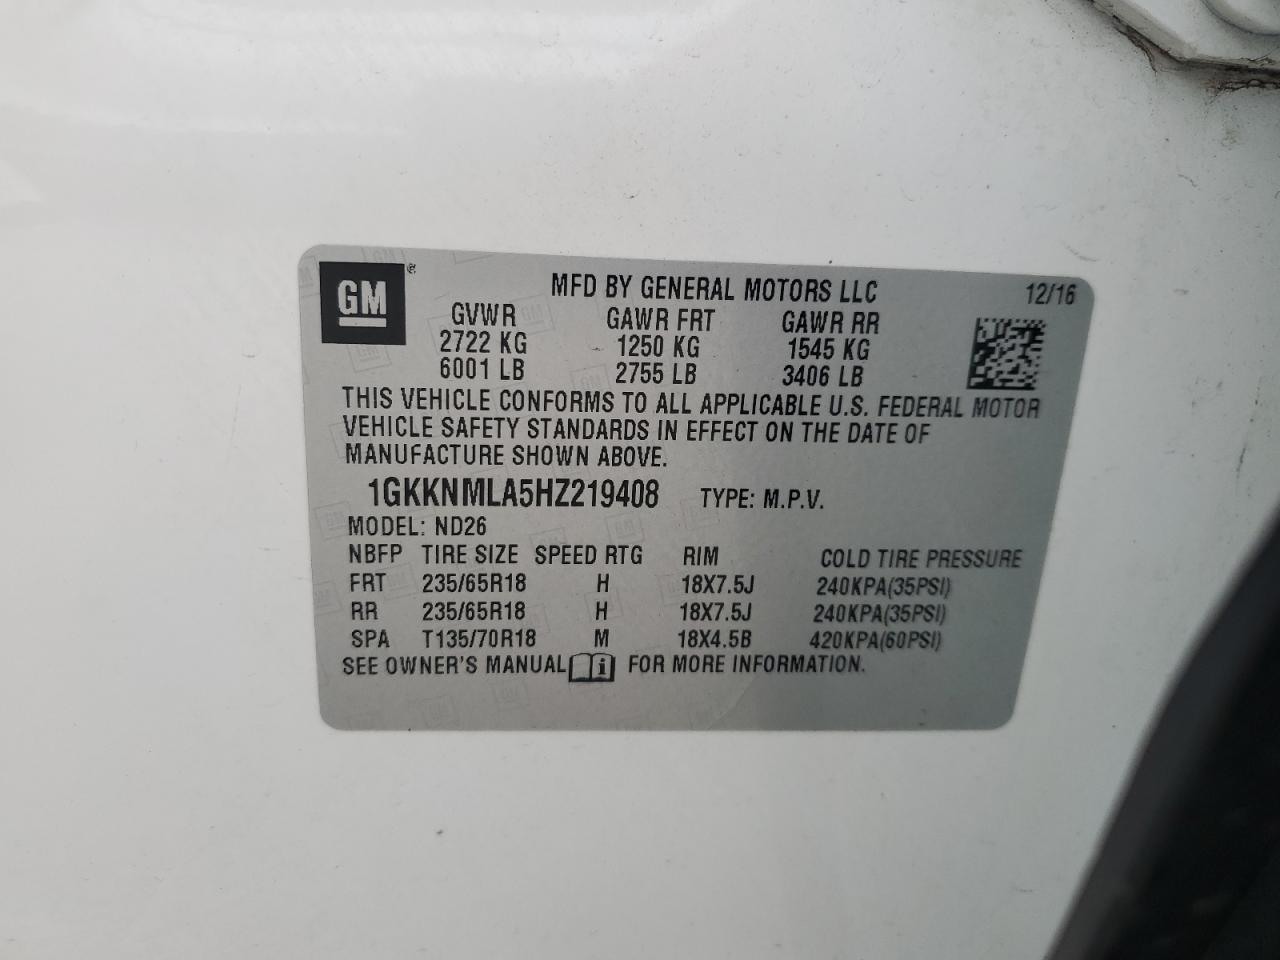 GM ®
MFD BY GENERAL MOTORS LLC 12/16
GVWR GAWR FRT GAWR RR
2722 KG 1250 KG 1545 KG
6001 LB 2755 LB 3406 LB
THIS VEHICLE CONFORMS TO ALL APPLICABLE U.S. FEDERAL MOTOR
VEHICLE SAFETY STANDARDS IN EFFECT ON THE DATE OF
MANUFACTURE SHOWN ABOVE.
1GKKNMLA5HZ219408 TYPE: M.P.V.
MODEL: ND26
NBFP TIRE SIZE SPEED RTG RIM COLD TIRE PRESSURE
FRT 235/65R18 H 18X7.5J 240KPA(35PSI)
RR 235/65R18 H 18X7.5J 240KPA(35PSI)
SPA T135/70R18 M 18X4.5B 420KPA(60PSI)
SEE OWNER'S MANUAL i FOR MORE INFORMATION.